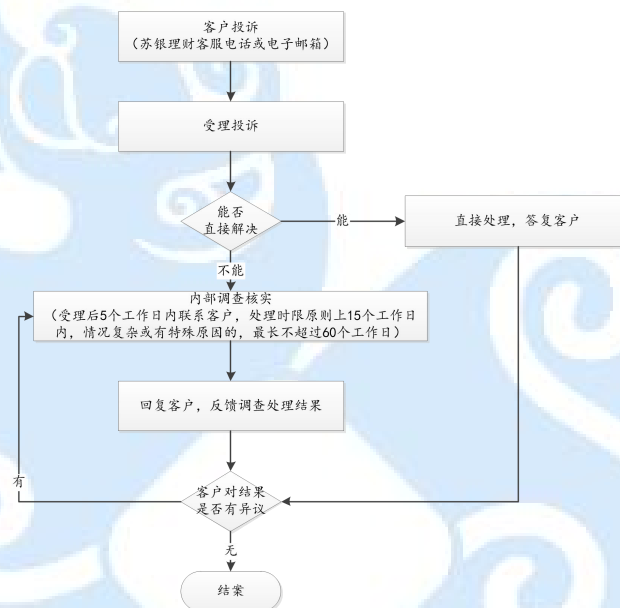 客户投诉
（苏银理财客服电话或电子邮箱）
受理投诉
能否
直接解决
能
直接处理，答复客户
不能
内部调查核实
（受理后5个工作日内联系客户，处理时限原则上15个工作日
内，情况复杂或有特殊原因的，最长不超过60个工作日）
回复客户，反馈调查处理结果
有
客户对结果
是否有异议
无
结案